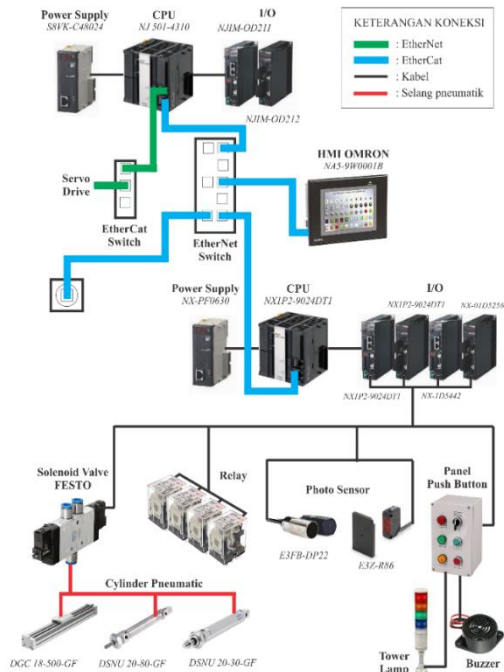 Power Supply
S8VK-C48024
CPU
NJ 501-4310
I/O
NJIM-OD211
NJIM-OD212
KETERANGAN KONEKSI
: EtherNet
: EtherCat
: Kabel
: Selang pneumatik
HMI OMRON
NA5-9W0001B
Servo
Drive
EtherCat
Switch
EtherNet
Switch
Power Supply
NX-PF0630
CPU
NX1P2-9024DT1
I/O
NX1P2-9024DT1
NX1P2-9024DT1
NX-1D5442
Solenoid Valve
FESTO
Relay
Photo Sensor
E3FB-DP22
E3Z-R86
Panel
Push Button
Cylinder Pneumatic
DGC 18-500-GF
DSNU 20-80-GF
DSNU 20-30-GF
Tower
Lamp
Buzzer